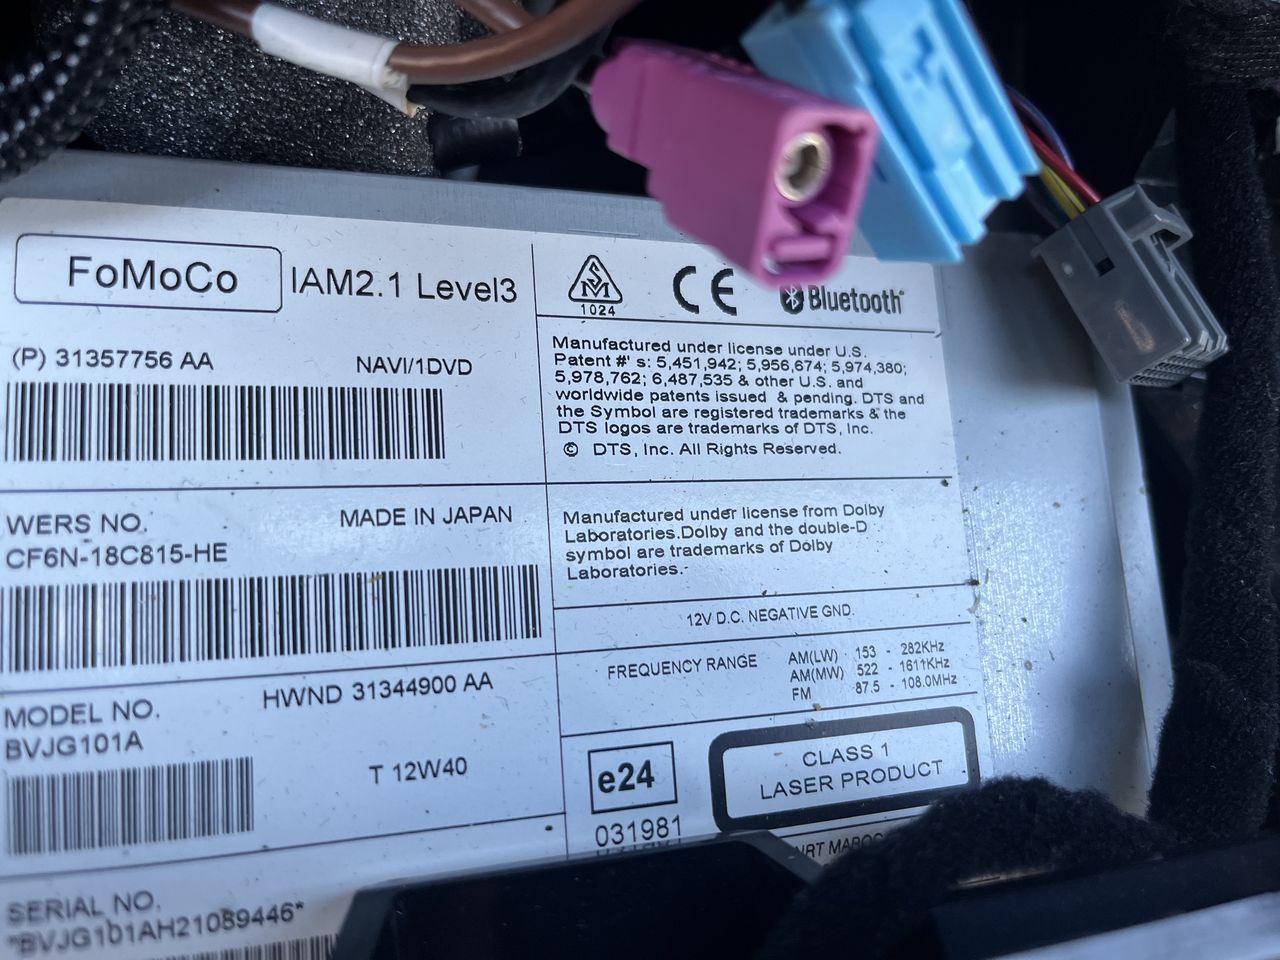 FoMoCo IAM2.1 Level3
(P) 31357756 AA NAVI/1DVD
WERS NO. MADE IN JAPAN
CF6N-18C815-HE
MODEL NO. HWND 31344900 AA
BVJG101A
T 12W40
SERIAL NO.
*BVJG101AH21089446*
SM
1024
CE
Bluetooth
Manufactured under license under U.S.
Patent #' s: 5,451,942; 5,956,674; 5,974,380;
5,978,762; 6,487,535 & other U.S. and
worldwide patents issued & pending. DTS and
the Symbol are registered trademarks & the
DTS logos are trademarks of DTS, Inc.
© DTS, Inc. All Rights Reserved.
Manufactured under license from Dolby
Laboratories.Dolby and the double-D
symbol are trademarks of Dolby
Laboratories.
12V D.C. NEGATIVE GND.
FREQUENCY RANGE AM(LW) 153 - 282KHz
AM(MW) 522 - 1611KHz
FM 87.5 - 108.0MHz
e24
031981
CLASS 1
LASER PRODUCT